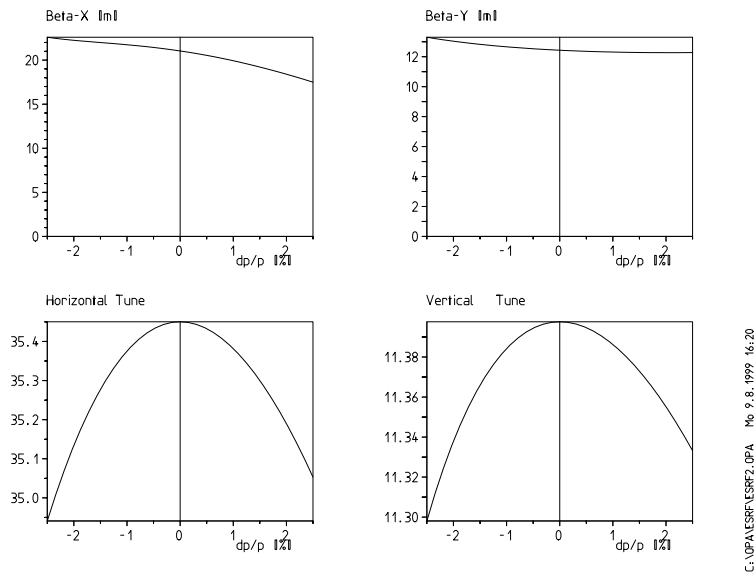 Beta-X [m]
20
15
10
5
0
-2 -1 0 1 2
dp/p [%]
Beta-Y [m]
12
10
8
6
4
2
0
-2 -1 0 1 2
dp/p [%]
Horizontal Tune
35.4
35.3
35.2
35.1
35.0
-2 -1 0 1 2
dp/p [%]
Vertical Tune
11.38
11.36
11.34
11.32
11.30
-2 -1 0 1 2
dp/p [%]
C:\OPA\ESRF\ESRF2.OPA Mo 9.8.1999 16:20